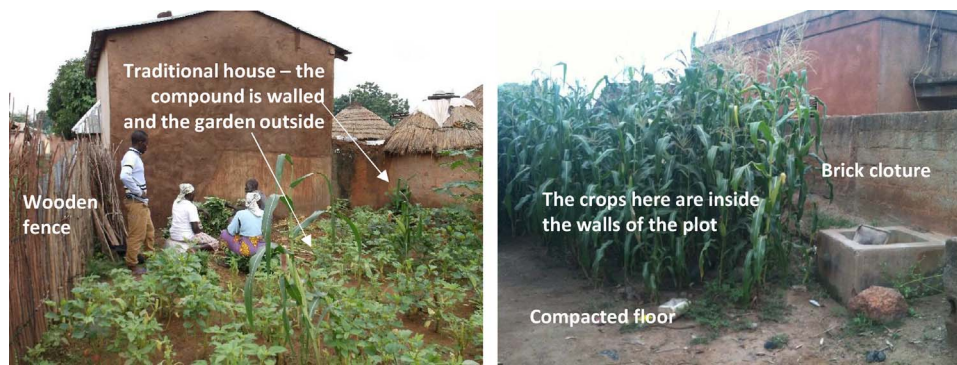 Traditional house – the
compound is walled
and the garden outside
Wooden
fence
Brick cloture
The crops here are inside
the walls of the plot
Compacted floor